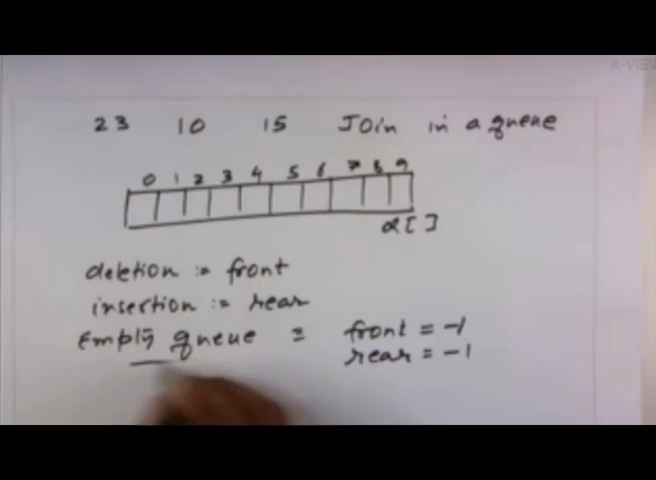 A-VIEW
23 10 15 Join in a queue
0 1 2 3 4 5 6 7 8 9
a[ ]
deletion := front
insertion := rear
Empty queue = front = -1
rear = -1